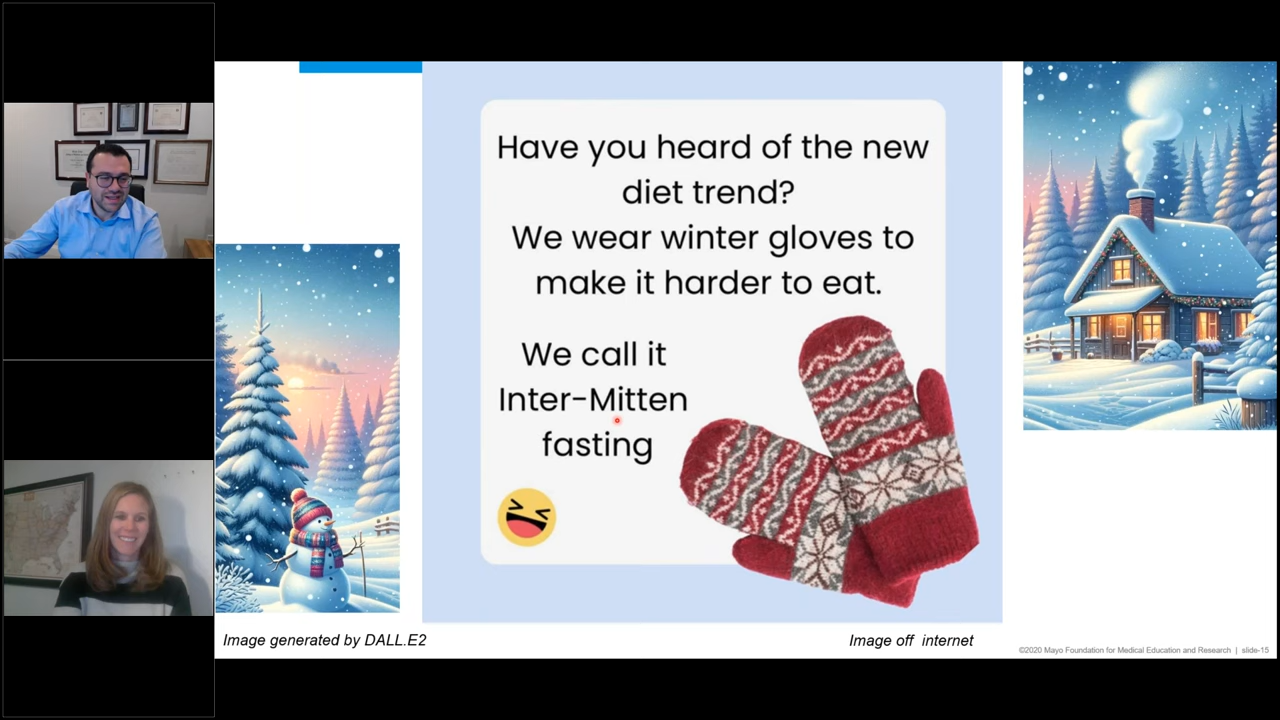 Have you heard of the new
diet trend?
We wear winter gloves to
make it harder to eat.
We call it
Inter-Mitten
fasting
Image generated by DALL.E2
Image off internet
©2020 Mayo Foundation for Medical Education and Research | slide-15